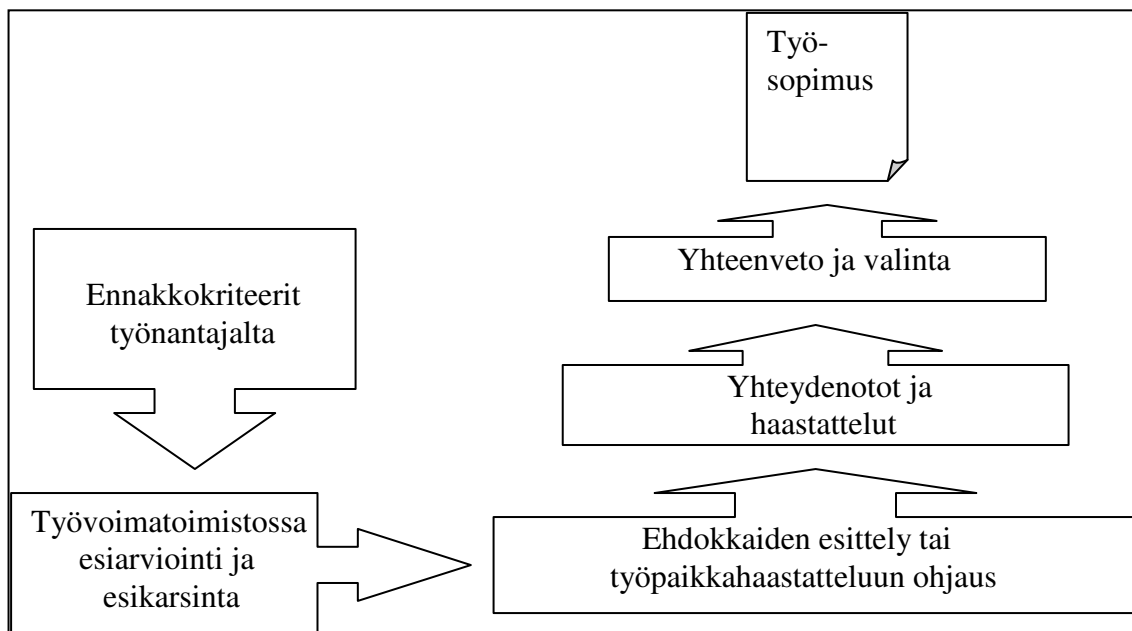 Ennakkokriteerit
työnantajalta
Työvoimatoimistossa
esiarviointi ja
esikarsinta
Ehdokkaiden esittely tai
työpaikkahaastatteluun ohjaus
Yhteydenotot ja
haastattelut
Yhteenveto ja valinta
Työ-
sopimus